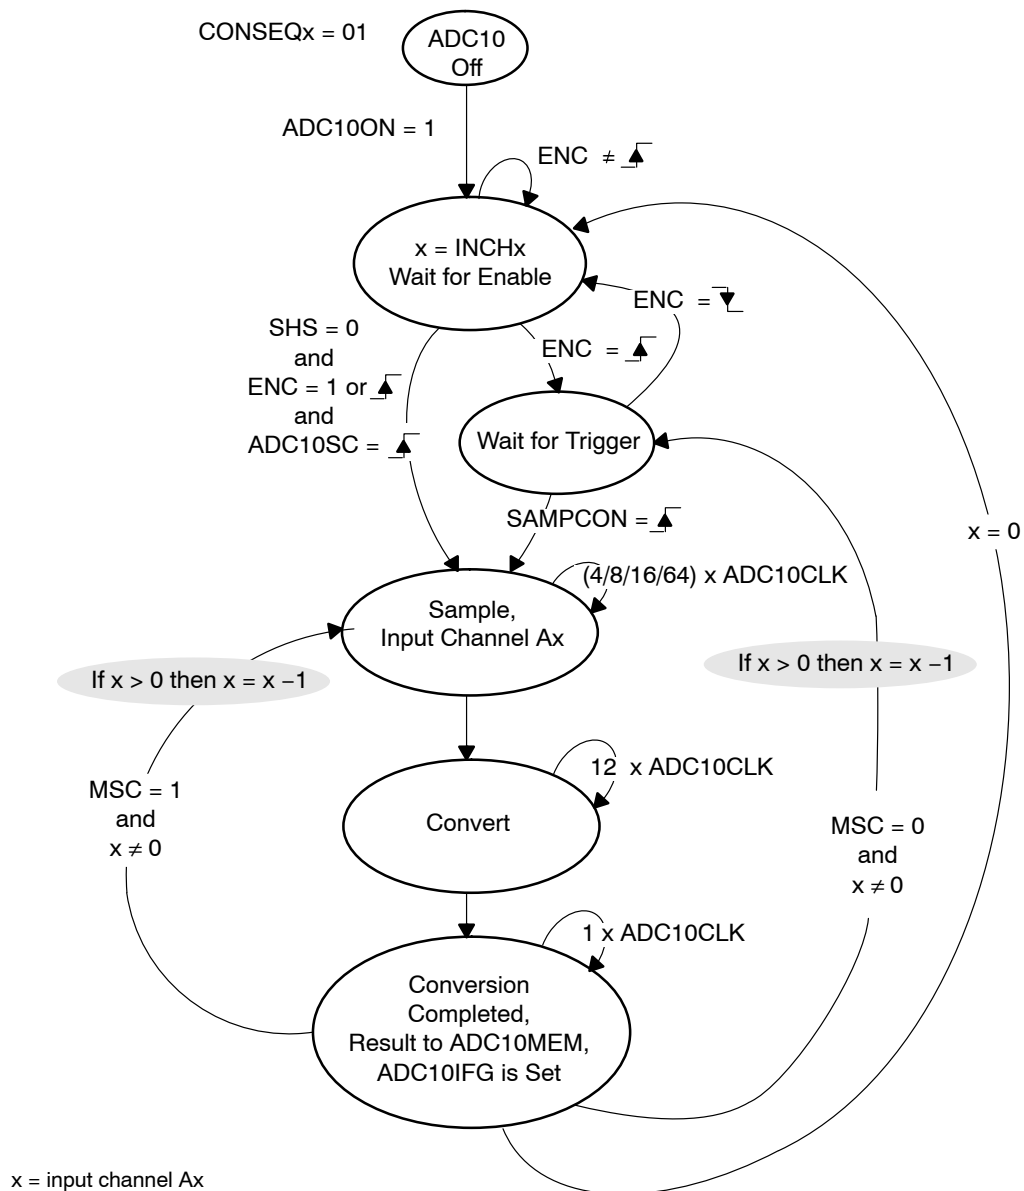 CONSEQx = 01
ADC10
Off
ADC10ON = 1
ENC ≠
x = INCHx
Wait for Enable
ENC =
SHS = 0
and
ENC = 1 or
and
ADC10SC =
ENC =
Wait for Trigger
SAMPCON =
x = 0
(4/8/16/64) x ADC10CLK
Sample,
Input Channel Ax
If x > 0 then x = x −1
If x > 0 then x = x −1
12 x ADC10CLK
MSC = 1
and
x ≠ 0
Convert
MSC = 0
and
x ≠ 0
1 x ADC10CLK
Conversion
Completed,
Result to ADC10MEM,
ADC10IFG is Set
x = input channel Ax